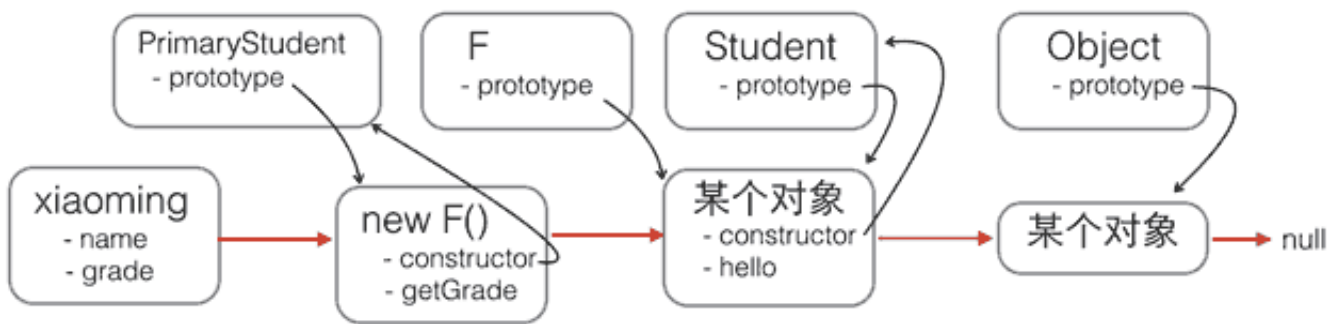 PrimaryStudent
- prototype
F
- prototype
Student
- prototype
Object
- prototype
xiaoming
- name
- grade
new F()
- constructor
- getGrade
某个对象
- constructor
- hello
某个对象
null